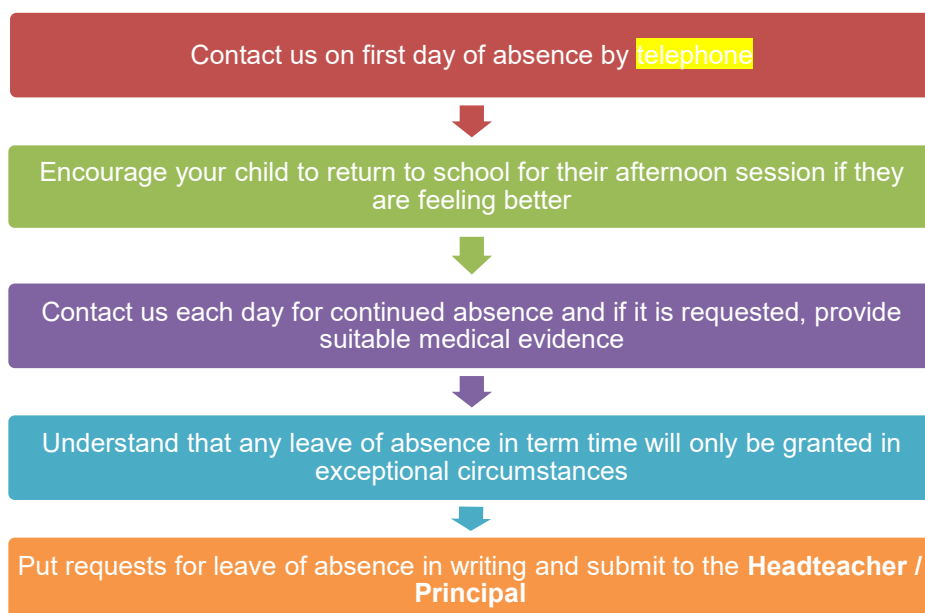 Contact us on first day of absence by telephone
Encourage your child to return to school for their afternoon session if they
are feeling better
Contact us each day for continued absence and if it is requested, provide
suitable medical evidence
Understand that any leave of absence in term time will only be granted in
exceptional circumstances
Put requests for leave of absence in writing and submit to the Headteacher /
Principal